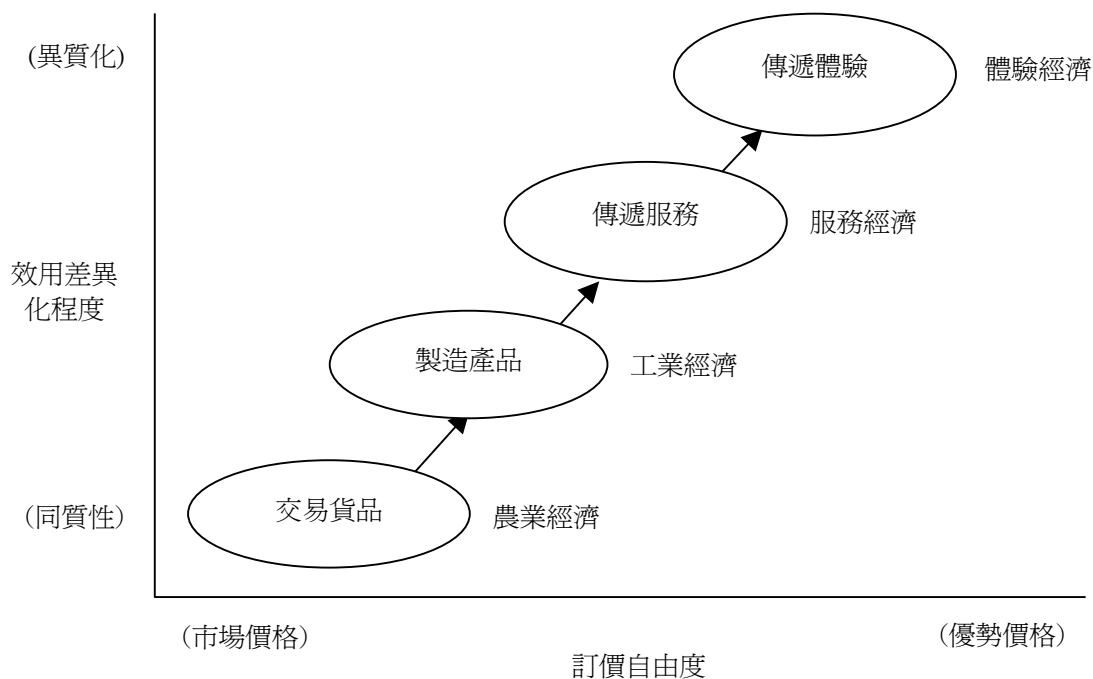 (異質化)
傳遞體驗
體驗經濟
傳遞服務
服務經濟
效用差異
化程度
製造產品
工業經濟
(同質性)
交易貨品
農業經濟
(市場價格)
(優勢價格)
訂價自由度